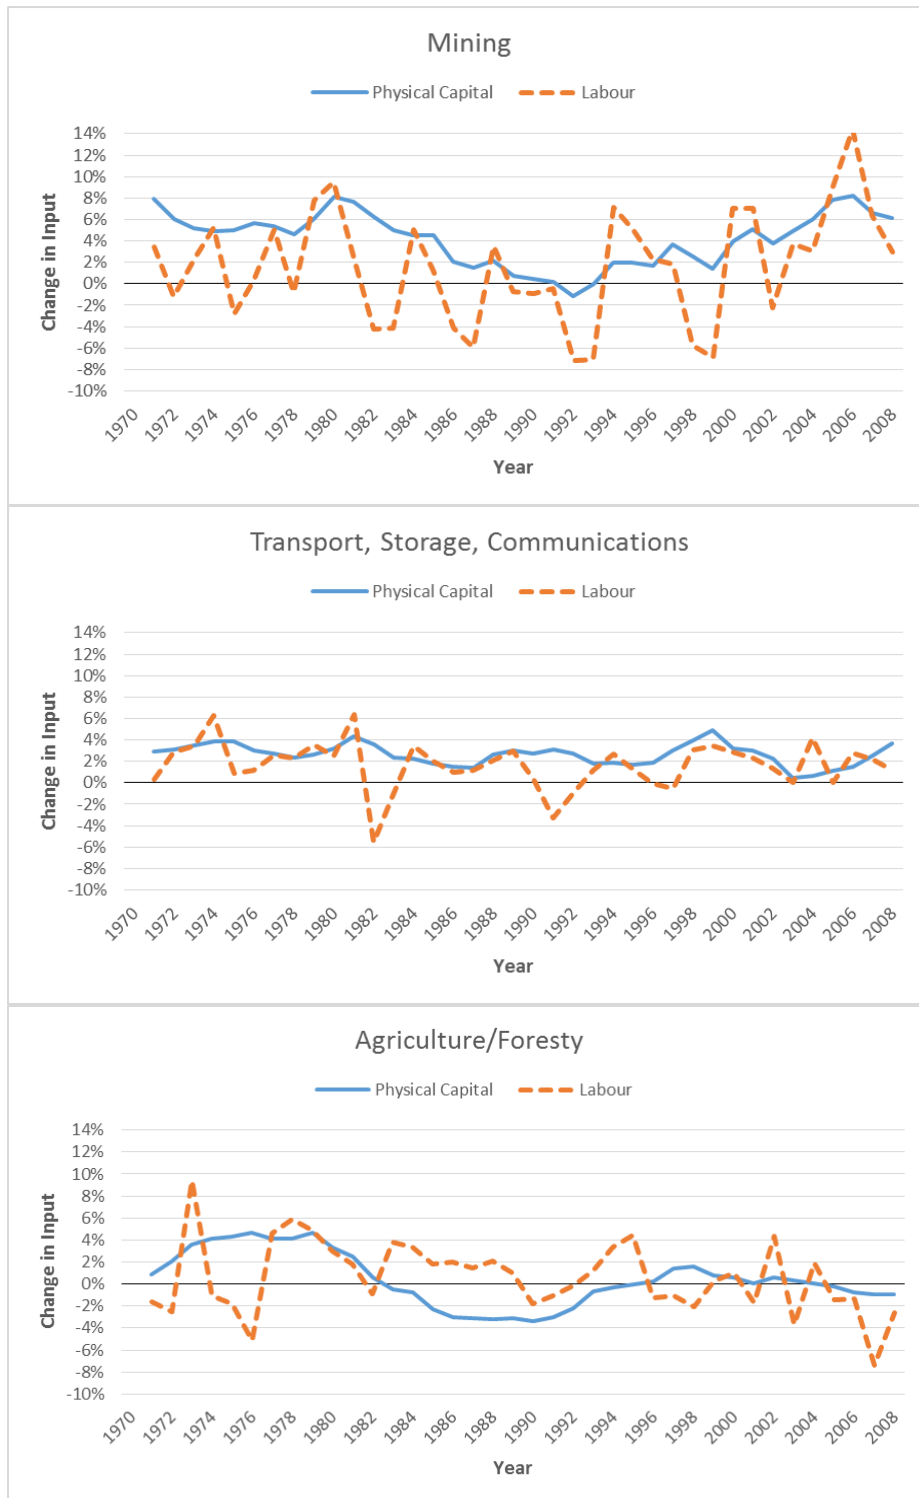 Mining
Physical Capital Labour
14%
12%
10%
8%
6%
4%
2%
0%
-2%
-4%
-6%
-8%
-10%
Change in Input
1970 1972 1974 1976 1978 1980 1982 1984 1986 1988 1990 1992 1994 1996 1998 2000 2002 2004 2006 2008
Year
Transport, Storage, Communications
Physical Capital Labour
14%
12%
10%
8%
6%
4%
2%
0%
-2%
-4%
-6%
-8%
-10%
Change in Input
1970 1972 1974 1976 1978 1980 1982 1984 1986 1988 1990 1992 1994 1996 1998 2000 2002 2004 2006 2008
Year
Agriculture/Foresty
Physical Capital Labour
14%
12%
10%
8%
6%
4%
2%
0%
-2%
-4%
-6%
-8%
-10%
Change in Input
1970 1972 1974 1976 1978 1980 1982 1984 1986 1988 1990 1992 1994 1996 1998 2000 2002 2004 2006 2008
Year